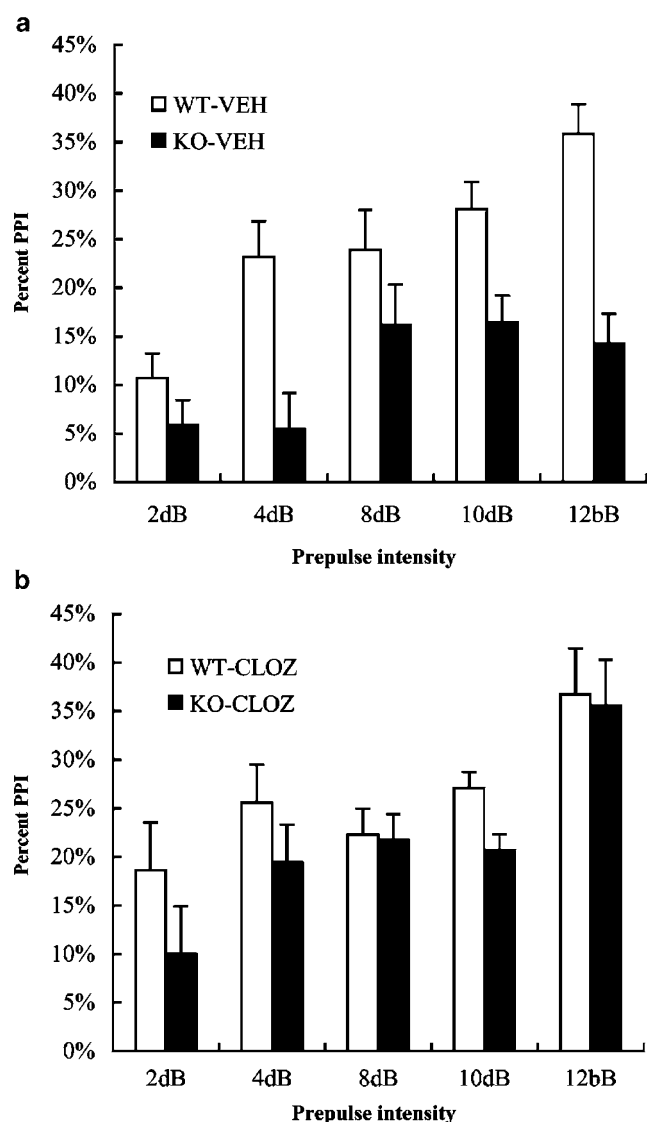 a
45%
40%
35%
30%
25%
20%
15%
10%
5%
0%
Percent PPI
WT-VEH
KO-VEH
2dB 4dB 8dB 10dB 12bB
Prepulse intensity
b
45%
40%
35%
30%
25%
20%
15%
10%
5%
0%
Percent PPI
WT-CLOZ
KO-CLOZ
2dB 4dB 8dB 10dB 12bB
Prepulse intensity